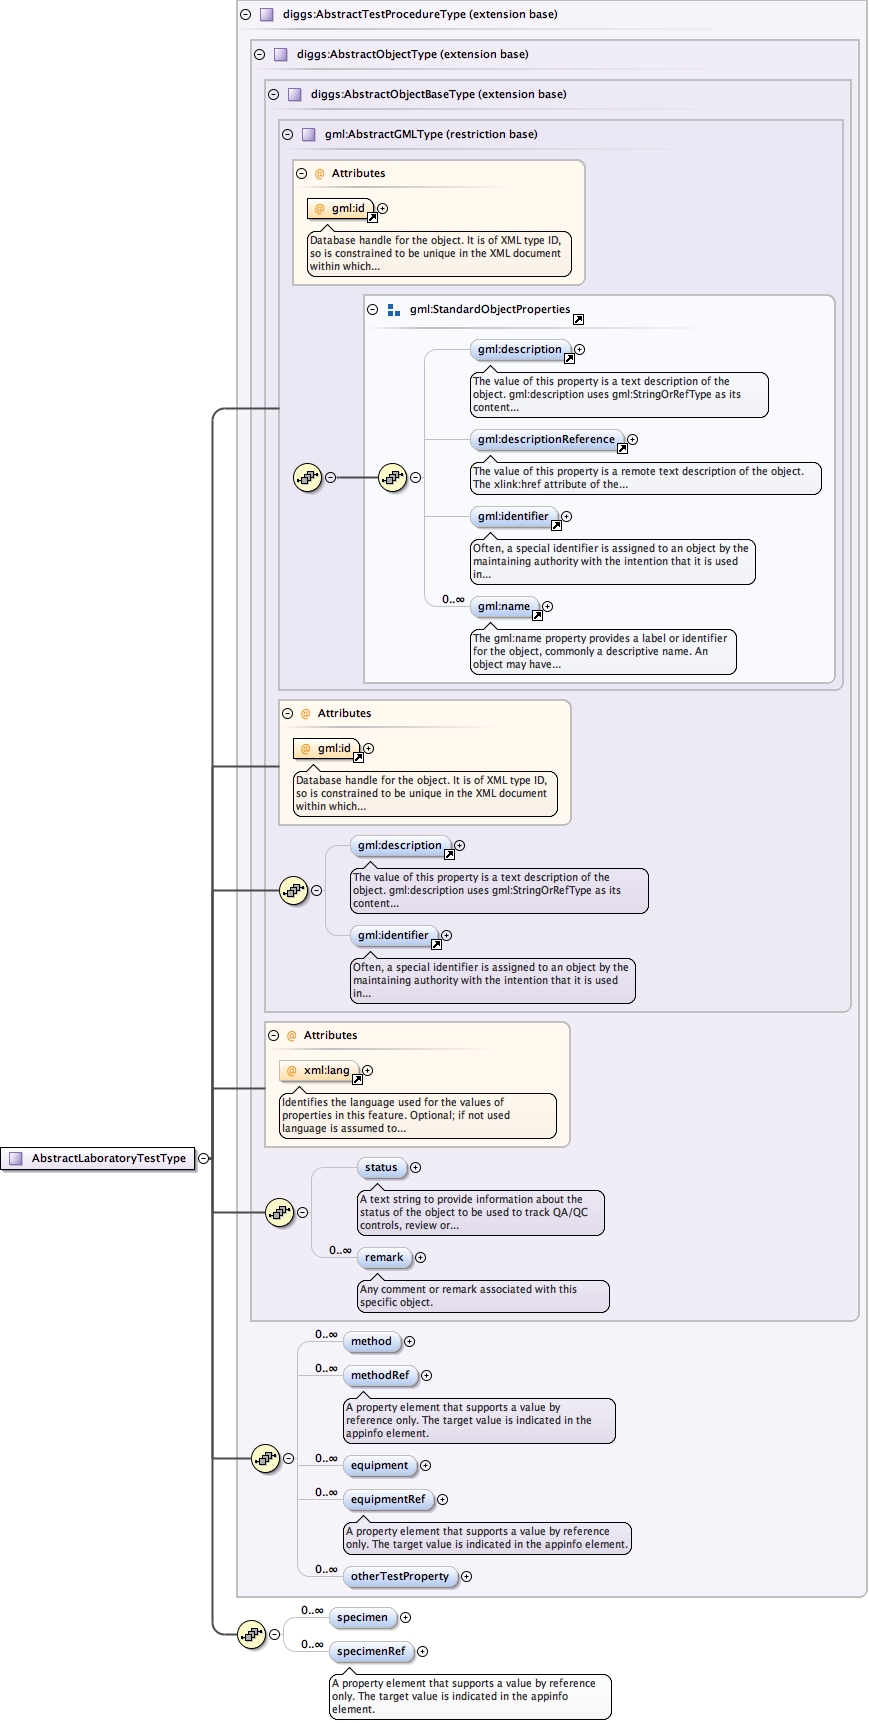 diggs:AbstractTestProcedureType (extension base)
diggs:AbstractObjectType (extension base)
diggs:AbstractObjectBaseType (extension base)
gml:AbstractGMLType (restriction base)
@ Attributes
@ gml:id
Database handle for the object. It is of XML type ID,
so is constrained to be unique in the XML document
within which...
gml:StandardObjectProperties
gml:description
The value of this property is a text description of the
object. gml:description uses gml:StringOrRefType as its
content...
gml:descriptionReference
The value of this property is a remote text description of the object.
The xlink:href attribute of the...
gml:identifier
Often, a special identifier is assigned to an object by the
maintaining authority with the intention that it is used
in...
0..∞
gml:name
The gml:name property provides a label or identifier
for the object, commonly a descriptive name. An
object may have...
@ Attributes
@ gml:id
Database handle for the object. It is of XML type ID,
so is constrained to be unique in the XML document
within which...
gml:description
The value of this property is a text description of the
object. gml:description uses gml:StringOrRefType as its
content...
gml:identifier
Often, a special identifier is assigned to an object by the
maintaining authority with the intention that it is used
in...
@ Attributes
@ xml:lang
Identifies the language used for the values of
properties in this feature. Optional; if not used
language is assumed to...
AbstractLaboratoryTestType
status
A text string to provide information about the
status of the object to be used to track QA/QC
controls, review or...
0..∞
remark
Any comment or remark associated with this
specific object.
0..∞
method
0..∞
methodRef
A property element that supports a value by
reference only. The target value is indicated in the
appinfo element.
0..∞
equipment
0..∞
equipmentRef
A property element that supports a value by reference
only. The target value is indicated in the appinfo element.
0..∞
otherTestProperty
0..∞
specimen
0..∞
specimenRef
A property element that supports a value by reference
only. The target value is indicated in the appinfo
element.